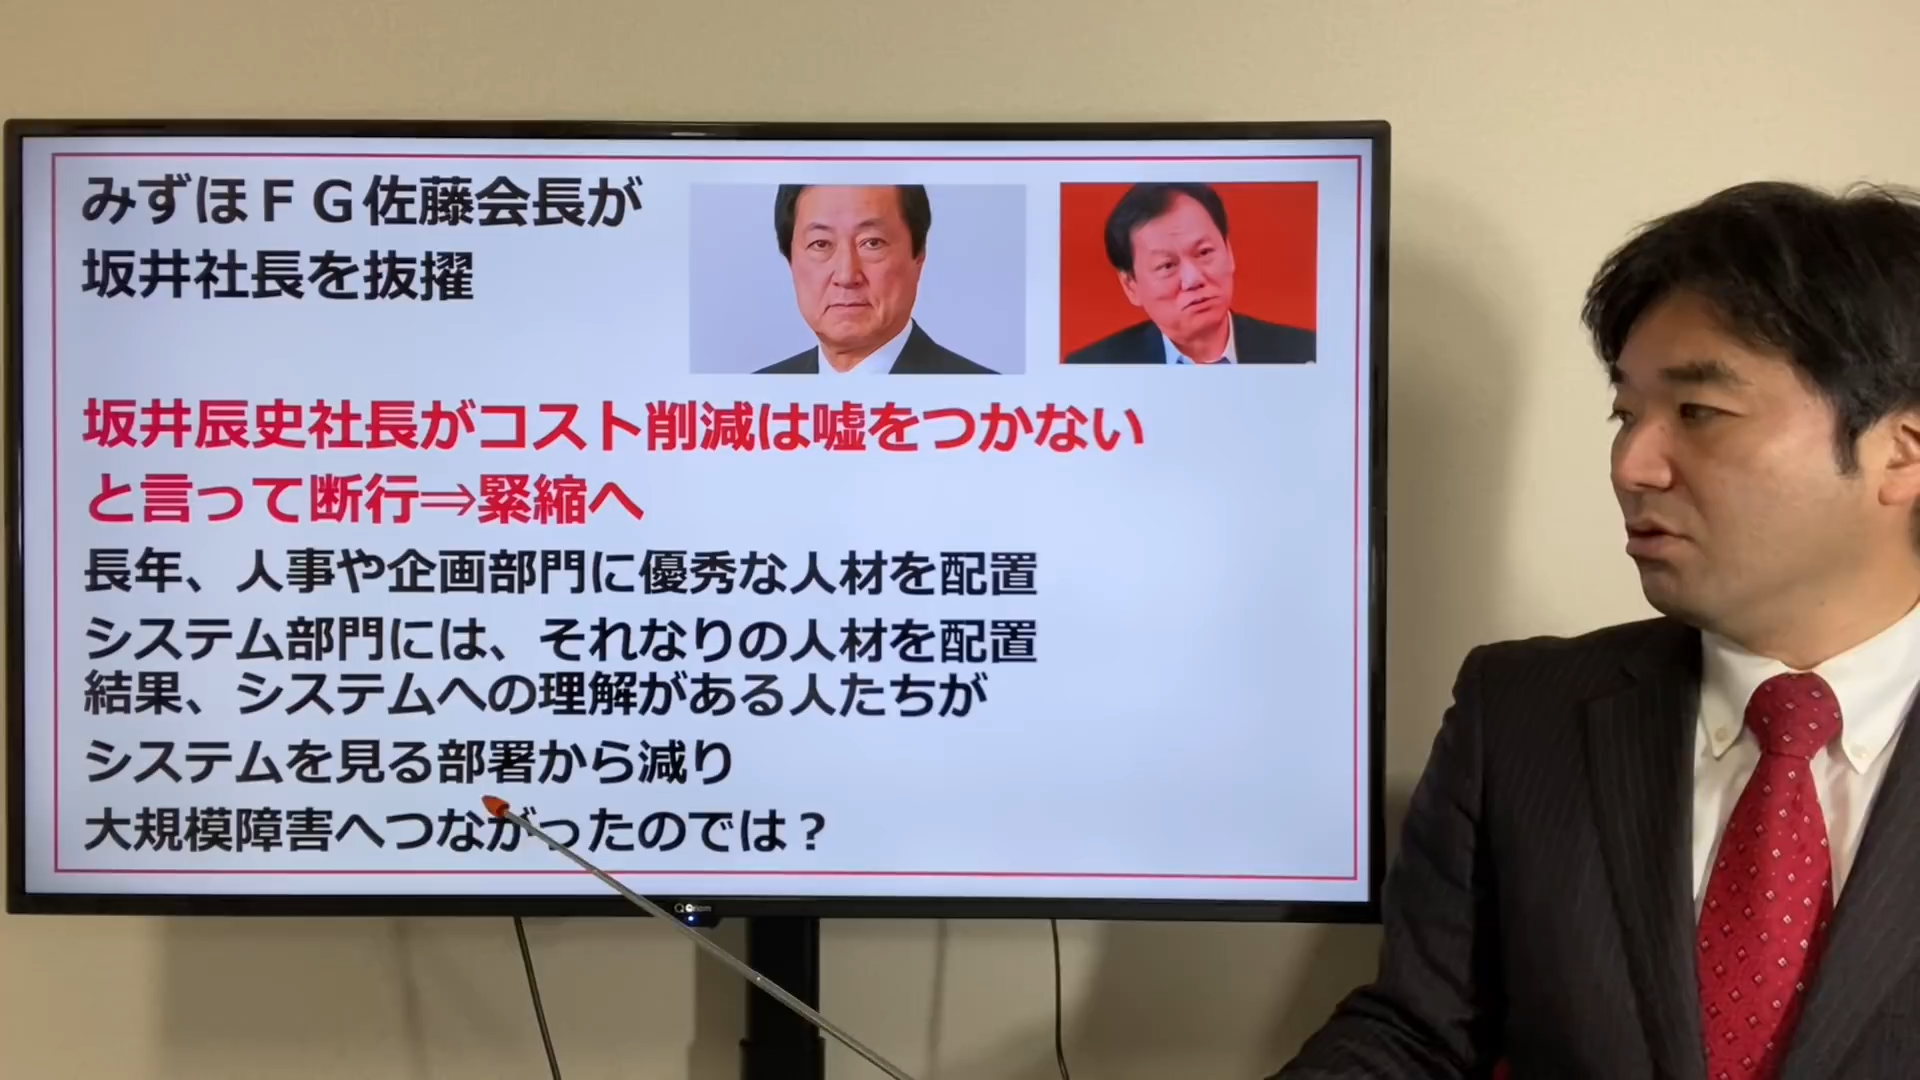 みずほＦＧ佐藤会長が
坂井社長を抜擢
坂井辰史社長がコスト削減は嘘をつかない
と言って断行⇒緊縮へ
長年、人事や企画部門に優秀な人材を配置
システム部門には、それなりの人材を配置
結果、システムへの理解がある人たちが
システムを見る部署から減り
大規模障害へつながったのでは？